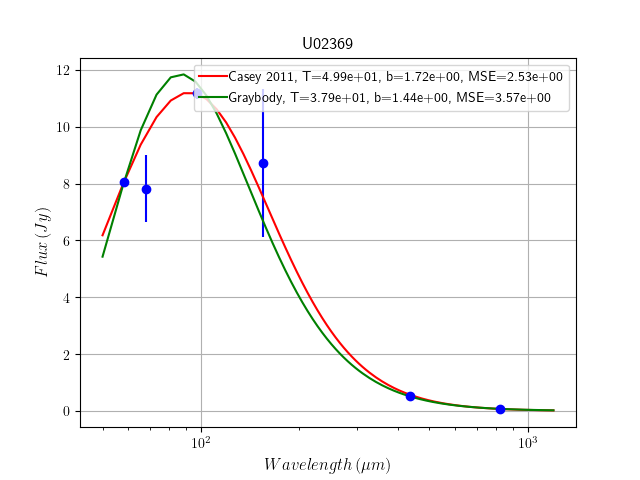 U02369
Casey 2011, T=4.99e+01, b=1.72e+00, MSE=2.53e+00
Graybody, T=3.79e+01, b=1.44e+00, MSE=3.57e+00
12
10
8
6
4
2
0
Flux (Jy)
10² 10³
Wavelength (μm)